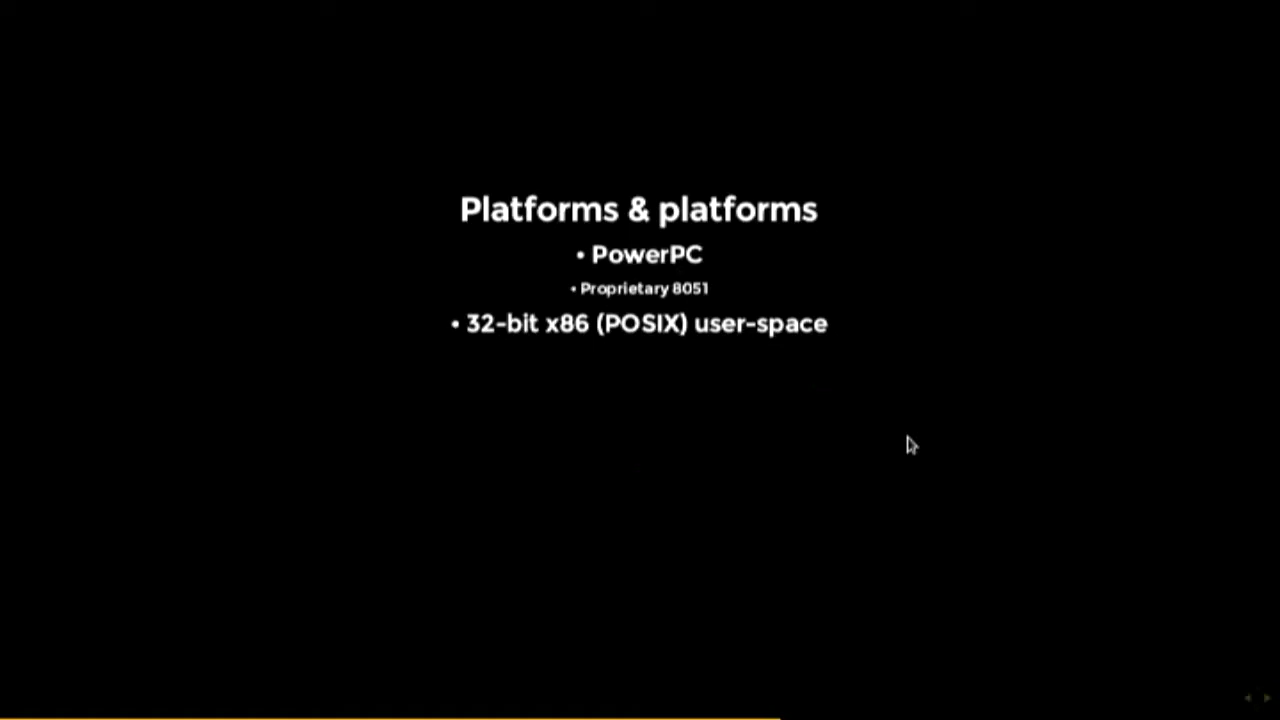 Platforms & platforms
• PowerPC
• Proprietary 8051
• 32-bit x86 (POSIX) user-space